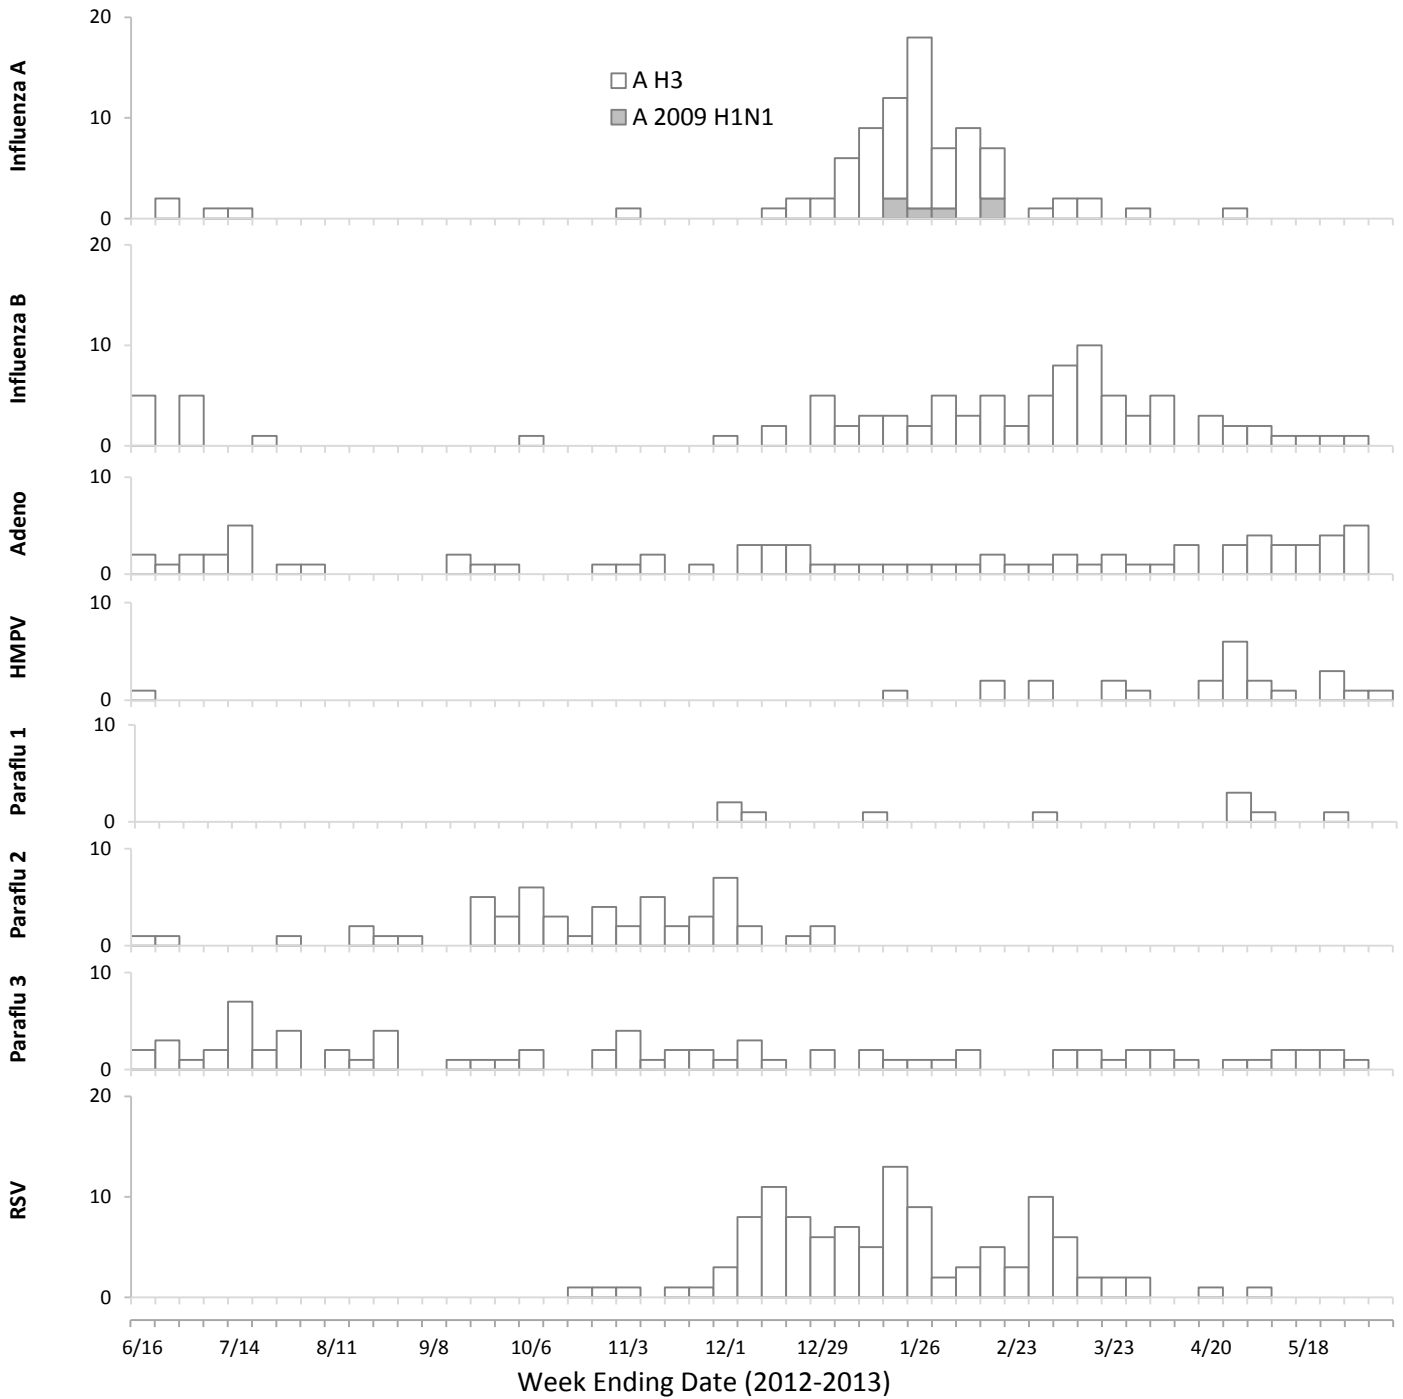 Influenza A
20
10
0
A H3
A 2009 H1N1
Influenza B
20
10
0
Adeno
10
0
HMPV
10
0
Paraflu 1
10
0
Paraflu 2
10
0
Paraflu 3
10
0
RSV
20
10
0
6/16 7/14 8/11 9/8 10/6 11/3 12/1 12/29 1/26 2/23 3/23 4/20 5/18
Week Ending Date (2012-2013)